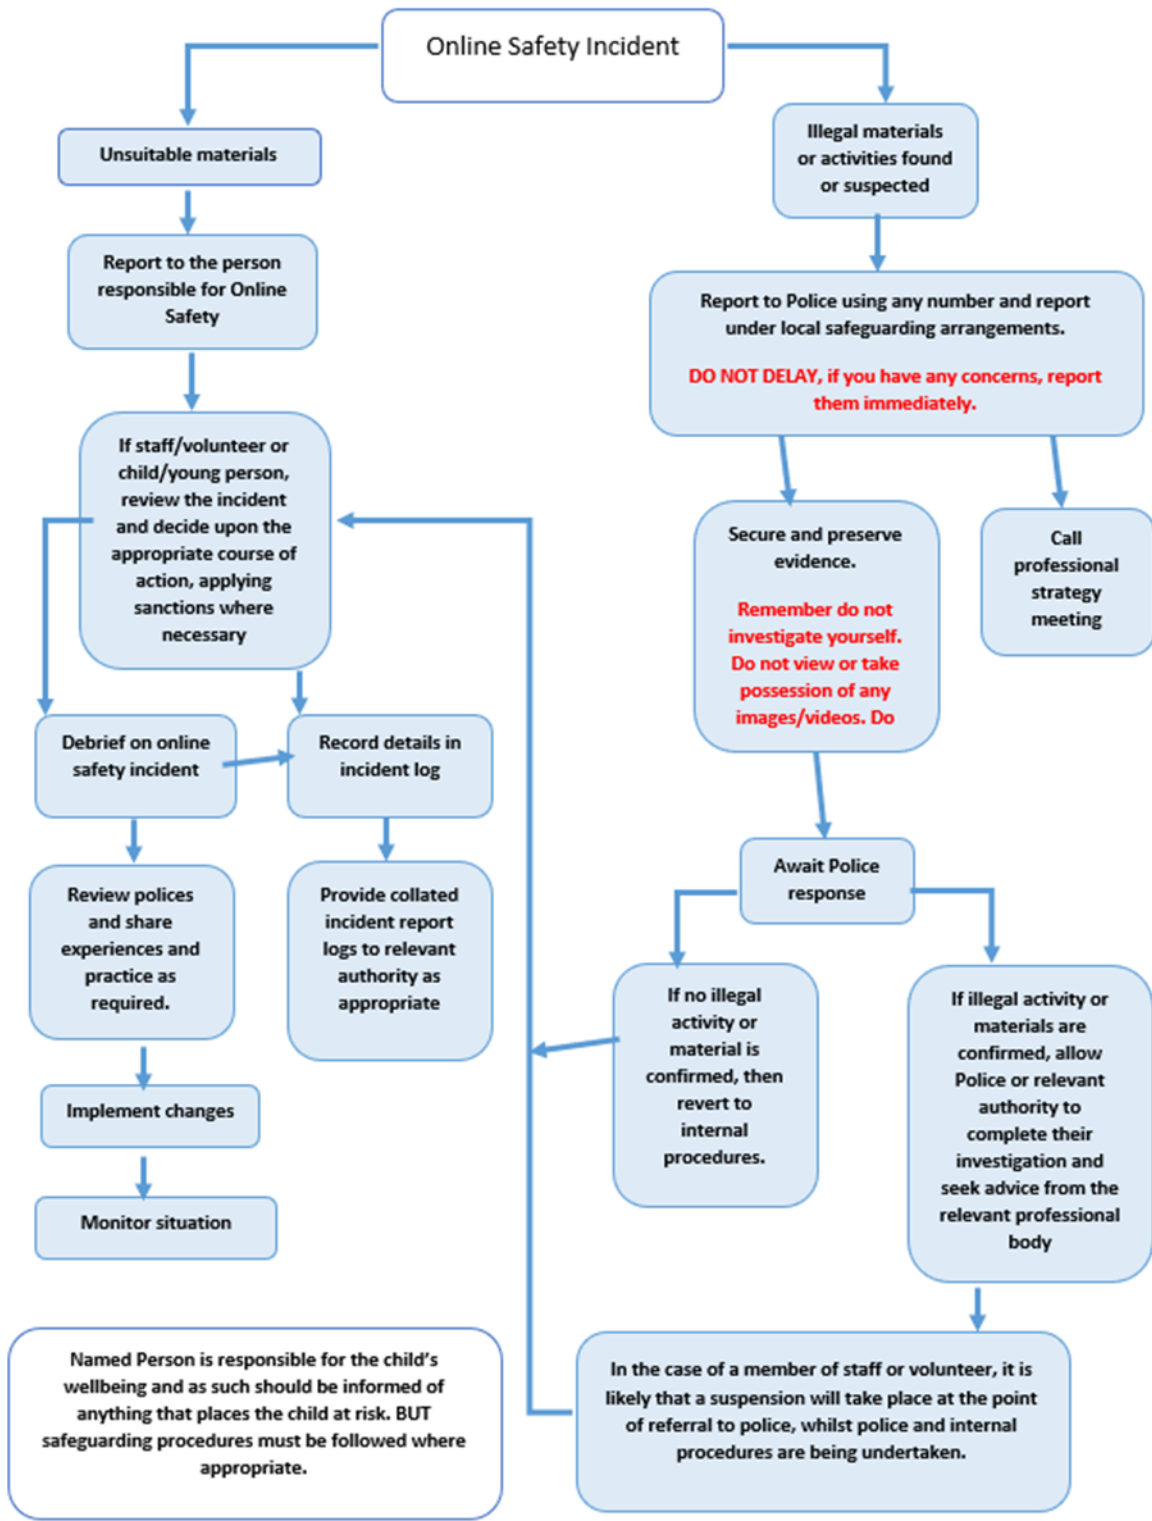 Online Safety Incident
Unsuitable materials
Report to the person
responsible for Online
Safety
If staff/volunteer or
child/young person,
review the incident
and decide upon the
appropriate course of
action, applying
sanctions where
necessary
Debrief on online
safety incident
Record details in
incident log
Review polices
and share
experiences and
practice as
required.
Provide collated
incident report
logs to relevant
authority as
appropriate
Implement changes
Monitor situation
Illegal materials
or activities found
or suspected
Report to Police using any number and report
under local safeguarding arrangements.
DO NOT DELAY, if you have any concerns, report
them immediately.
Secure and preserve
evidence.
Remember do not
investigate yourself.
Do not view or take
possession of any
images/videos. Do
Call
professional
strategy
meeting
Await Police
response
If no illegal
activity or
material is
confirmed, then
revert to
internal
procedures.
If illegal activity or
materials are
confirmed, allow
Police or relevant
authority to
complete their
investigation and
seek advice from the
relevant professional
body
Named Person is responsible for the child's
wellbeing and as such should be informed of
anything that places the child at risk. BUT
safeguarding procedures must be followed where
appropriate.
In the case of a member of staff or volunteer, it is
likely that a suspension will take place at the point
of referral to police, whilst police and internal
procedures are being undertaken.